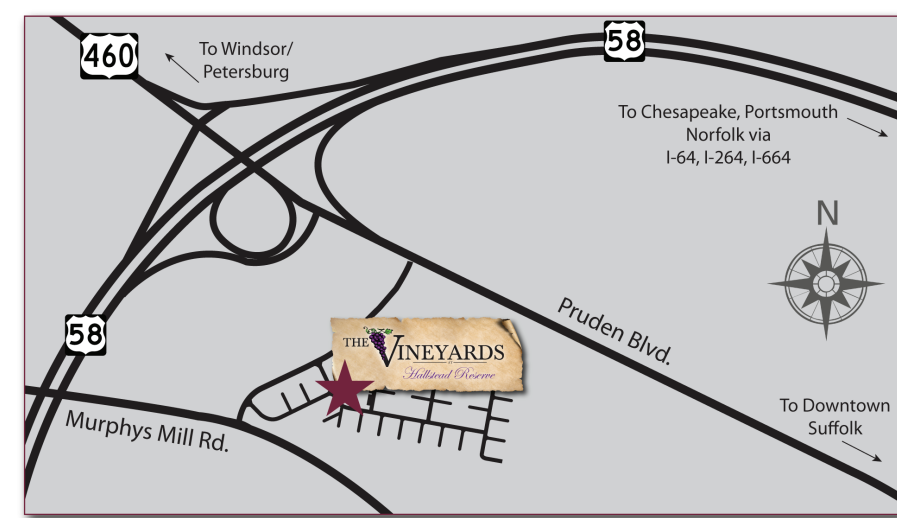 460
To Windsor/
Petersburg
58
To Chesapeake, Portsmouth
Norfolk via
I-64, I-264, I-664
N
58
Pruden Blvd.
THE VINEYARDS
AT
Hallstead Reserve
Murphys Mill Rd.
To Downtown
Suffolk